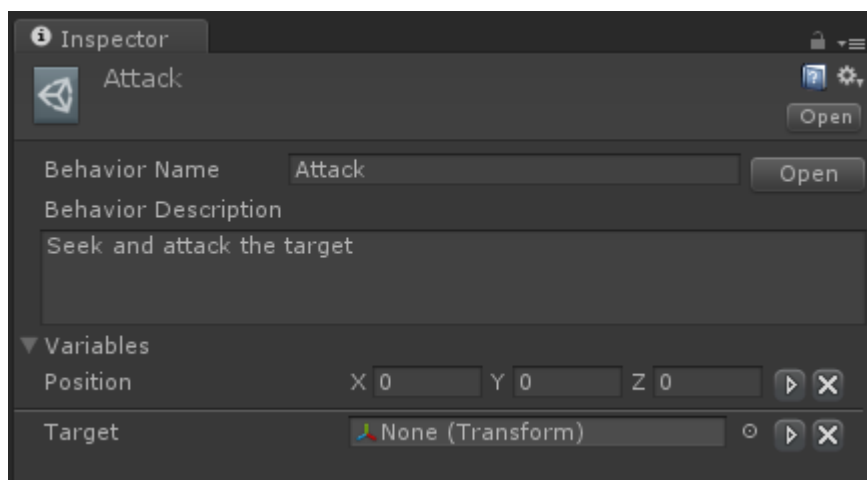 Inspector
Attack
Open
Behavior Name Attack Open
Behavior Description
Seek and attack the target
Variables
Position X 0 Y 0 Z 0
Target None (Transform)